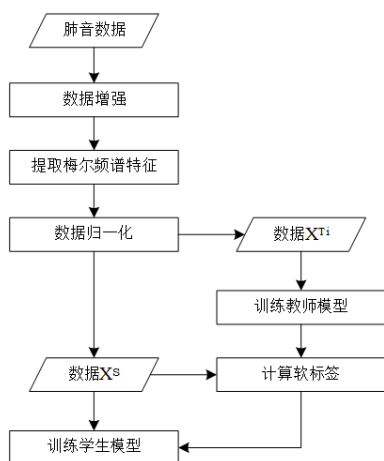 肺音数据
数据增强
提取梅尔频谱特征
数据归一化
数据X^Ti
训练教师模型
数据X^S
计算软标签
训练学生模型